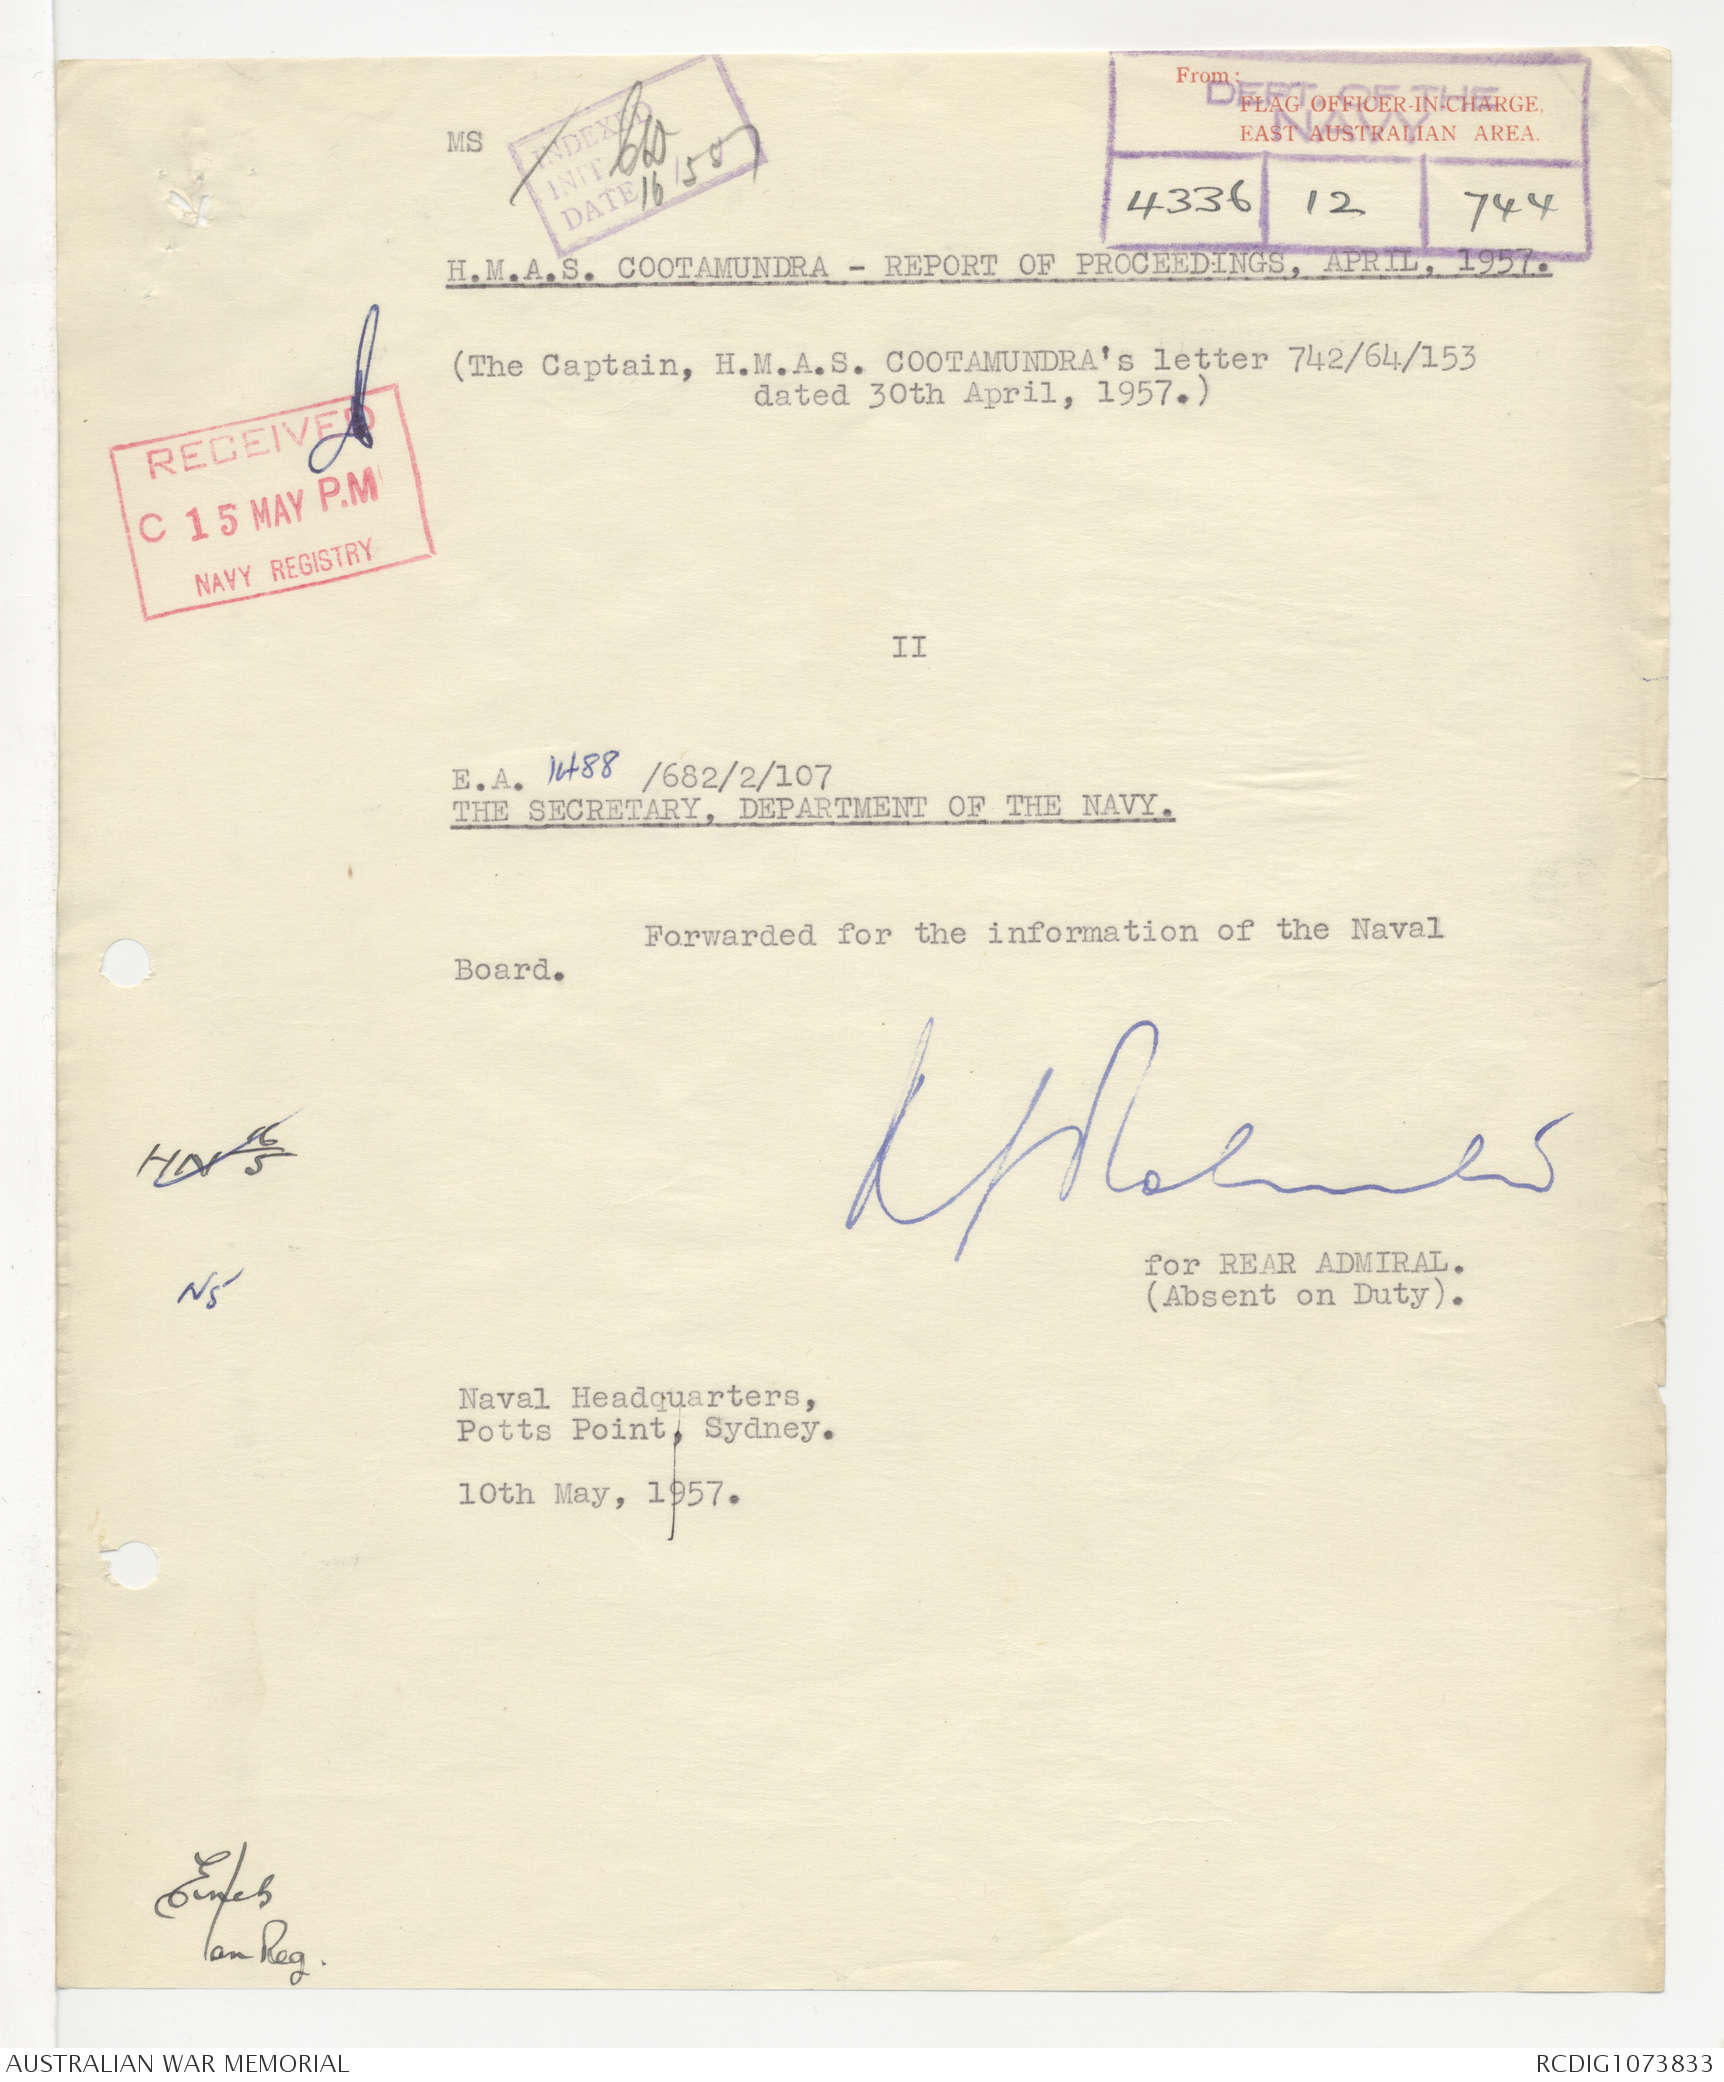 MS
INDEXED
INIT
DATE 16/5/57
From:
DEPT OF THE
FLAG OFFICER-IN-CHARGE,
NAVY
EAST AUSTRALIAN AREA.
4336 12 744
H.M.A.S. COOTAMUNDRA - REPORT OF PROCEEDINGS, APRIL, 1957.
(The Captain, H.M.A.S. COOTAMUNDRA's letter 742/64/153
dated 30th April, 1957.)
RECEIVED
C 15 MAY P.M
NAVY REGISTRY
II
E.A. 1488 /682/2/107
THE SECRETARY, DEPARTMENT OF THE NAVY.
Forwarded for the information of the Naval
Board.
16
5
for REAR ADMIRAL.
(Absent on Duty).
Naval Headquarters,
Potts Point, Sydney.
10th May, 1957.
Reg.
AUSTRALIAN WAR MEMORIAL
RCDIG1073833